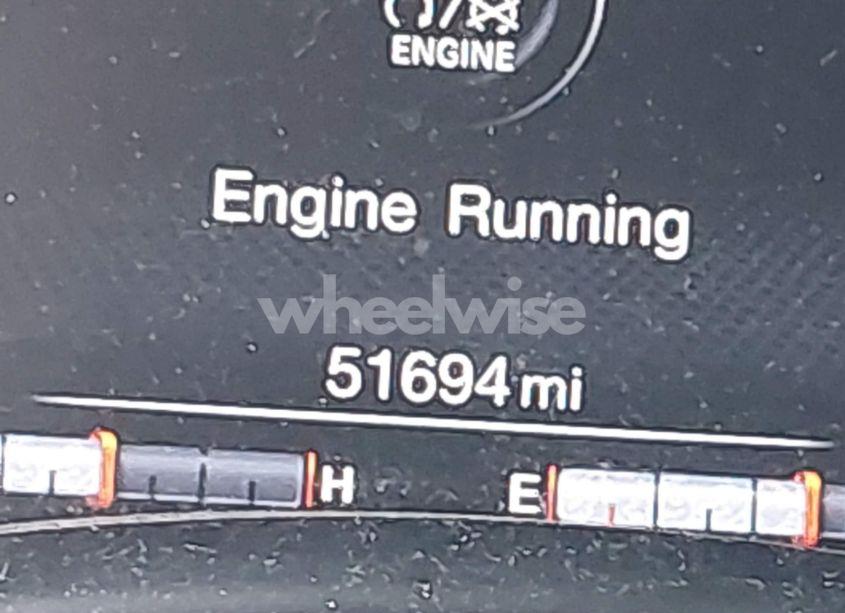 ENGINE
Engine Running
wheelwise
51694 mi
H E